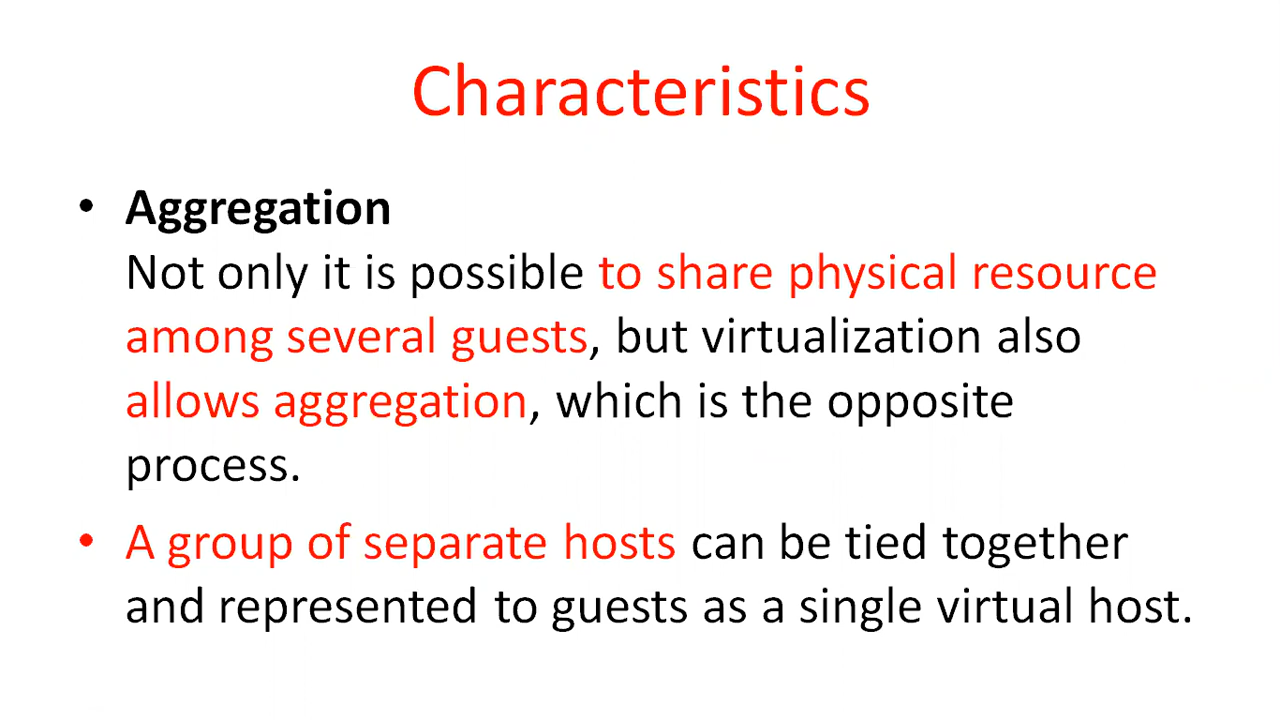 Characteristics
• Aggregation
Not only it is possible to share physical resource
among several guests, but virtualization also
allows aggregation, which is the opposite
process.
• A group of separate hosts can be tied together
and represented to guests as a single virtual host.